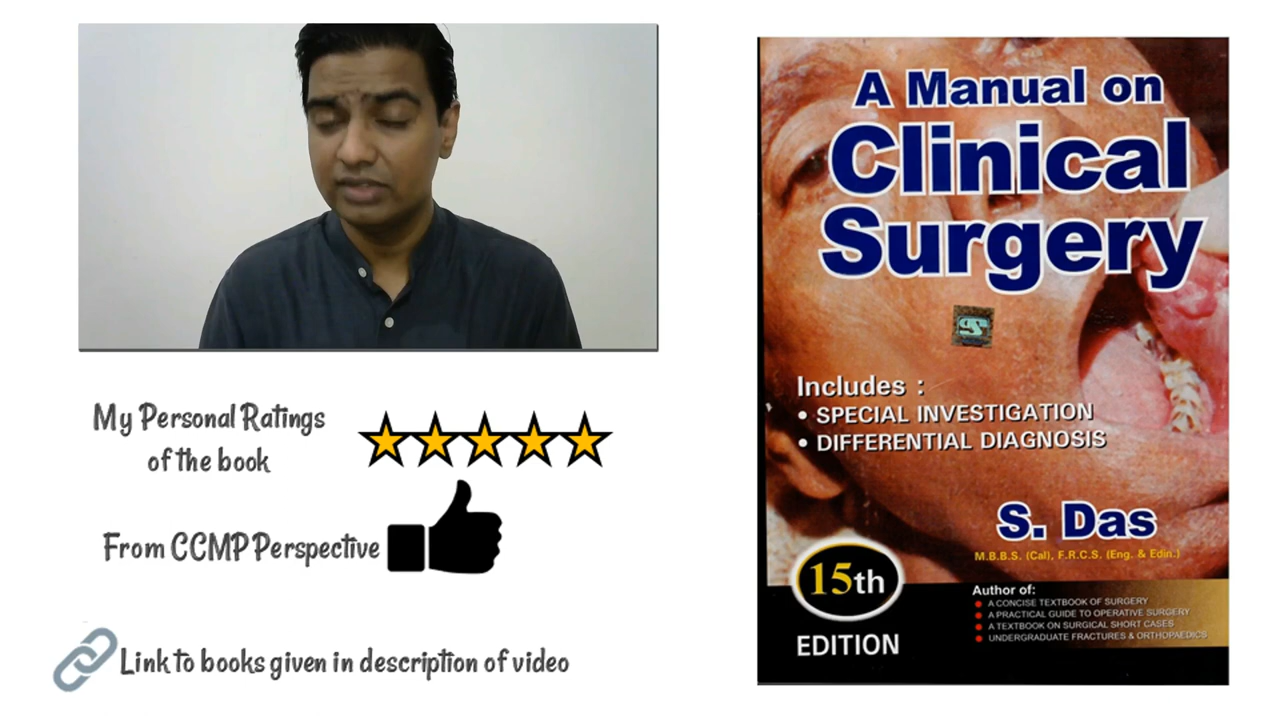 My Personal Ratings
of the book
From CCMP Perspective
Link to books given in description of video
A Manual on
Clinical
Surgery
Includes :
• SPECIAL INVESTIGATION
• DIFFERENTIAL DIAGNOSIS
S. Das
M.B.B.S. (Cal), F.R.C.S. (Eng. & Edin.)
15th
EDITION
Author of:
A CONCISE TEXTBOOK OF SURGERY
A PRACTICAL GUIDE TO OPERATIVE SURGERY
A TEXTBOOK ON SURGICAL SHORT CASES
UNDERGRADUATE FRACTURES & ORTHOPAEDICS